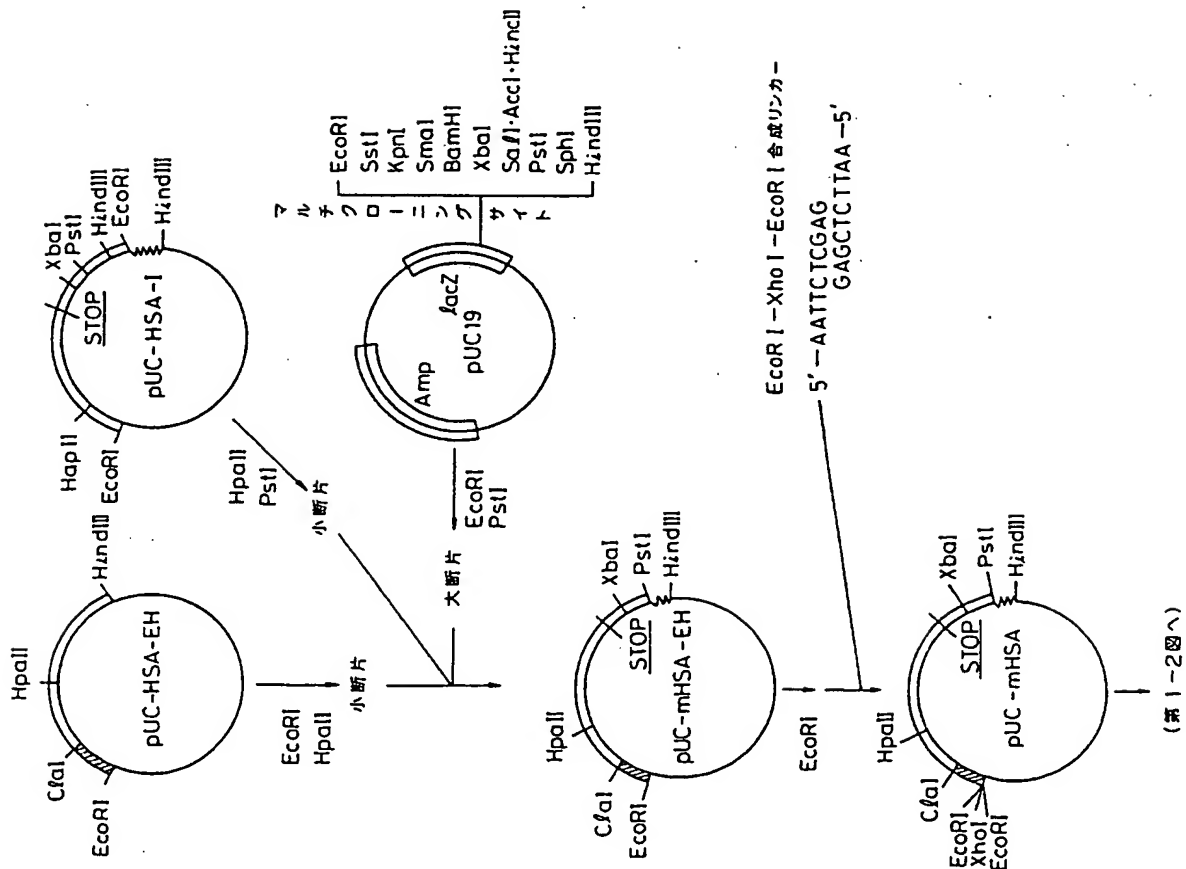 HpaII
ClaI
EcoRI
HindIII
pUC-HSA-EH
EcoRI
HpaII
小断片
XbaI
PstI
HindIII
EcoRI
HindIII
STOP
pUC-HSA-I
HapII
EcoRI
HpaII
PstI
小断片
EcoRI
SstI
KpnI
SmaI
BamHI
XbaI
SalI・AccI・HincII
PstI
SphI
HindIII
マルチクローニングサイト
lacZ
pUC19
Amp
EcoRI
PstI
大断片
HpaII
ClaI
EcoRI
XbaI
PstI
HindIII
STOP
pUC-mHSA-EH
EcoRI
EcoRI-XhoI-EcoRI合成リンカー
5'-AATTCTCGAG
GAGCTCTTAA-5'
HpaII
ClaI
EcoRI
XhoI
EcoRI
XbaI
PstI
HindIII
STOP
pUC-mHSA
(第1-2図へ)